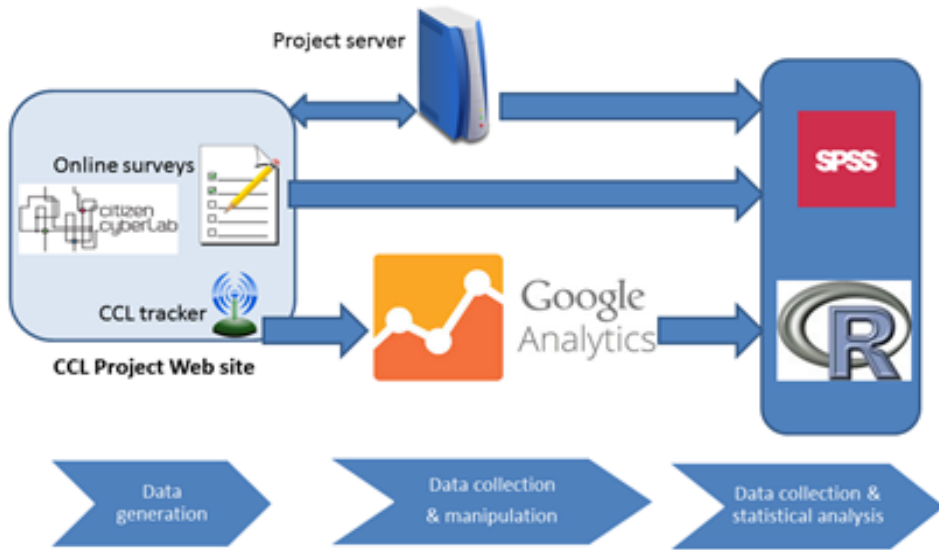 Project server
Online surveys
citizen
cyberlab
CCL tracker
CCL Project Web site
Google
Analytics
SPSS
R
Data
generation
Data collection
& manipulation
Data collection &
statistical analysis